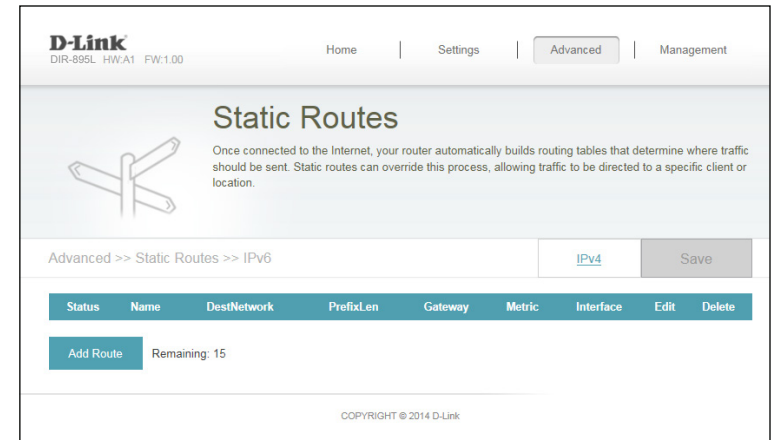 D-Link
DIR-895L HW:A1 FW:1.00
Home
Settings
Advanced
Management
Static Routes
Once connected to the Internet, your router automatically builds routing tables that determine where traffic
should be sent. Static routes can override this process, allowing traffic to be directed to a specific client or
location.
Advanced >> Static Routes >> IPv6
IPv4
Save
Status Name DestNetwork PrefixLen Gateway Metric Interface Edit Delete
Add Route
Remaining: 15
COPYRIGHT © 2014 D-Link